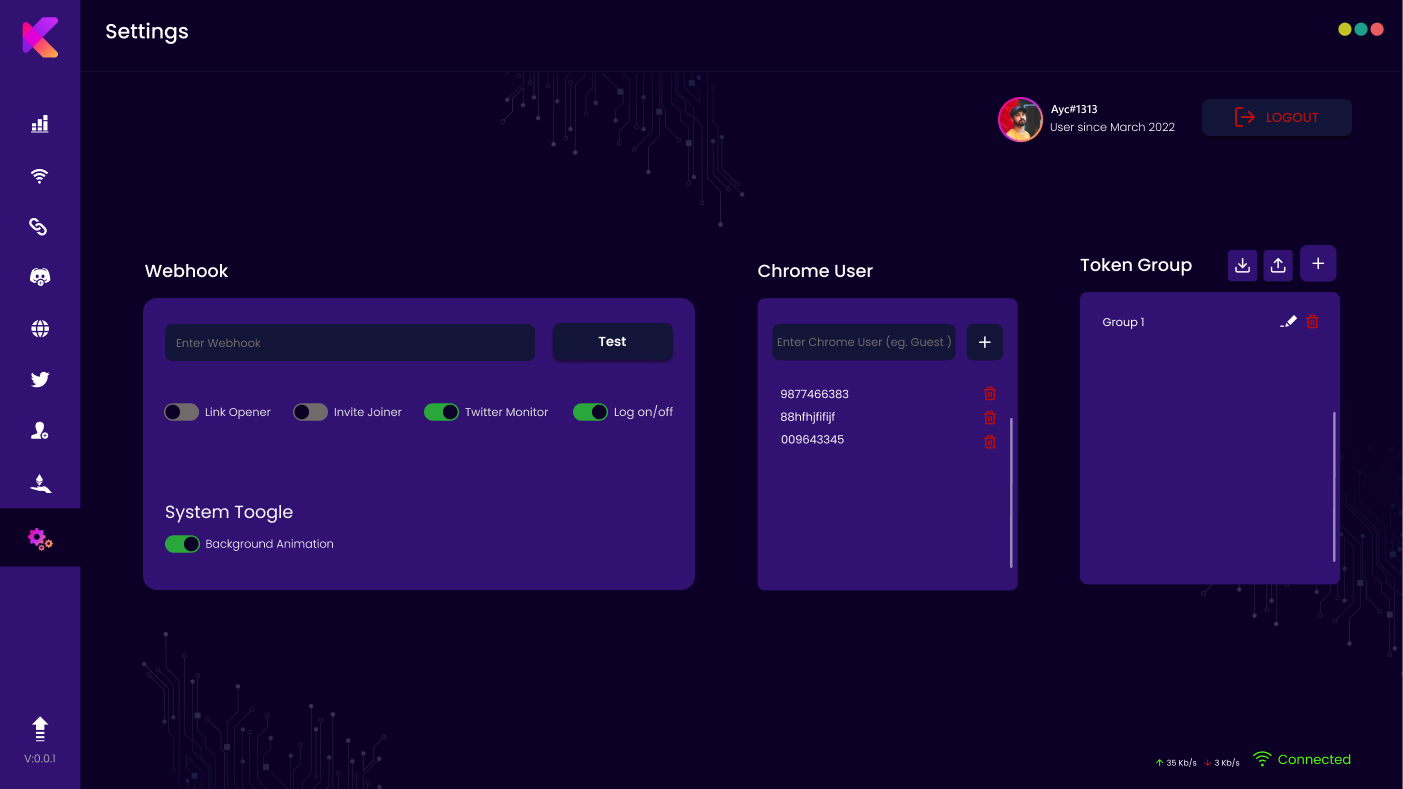 Settings
Ayc#1313
User since March 2022
LOGOUT
Webhook
Enter Webhook
Test
Link Opener
Invite Joiner
Twitter Monitor
Log on/off
System Toogle
Background Animation
Chrome User
Enter Chrome User (eg. Guest )
9877466383
88hfhjfifijf
009643345
Token Group
Group 1
V:0.0.1
35 Kb/s
3 Kb/s
Connected